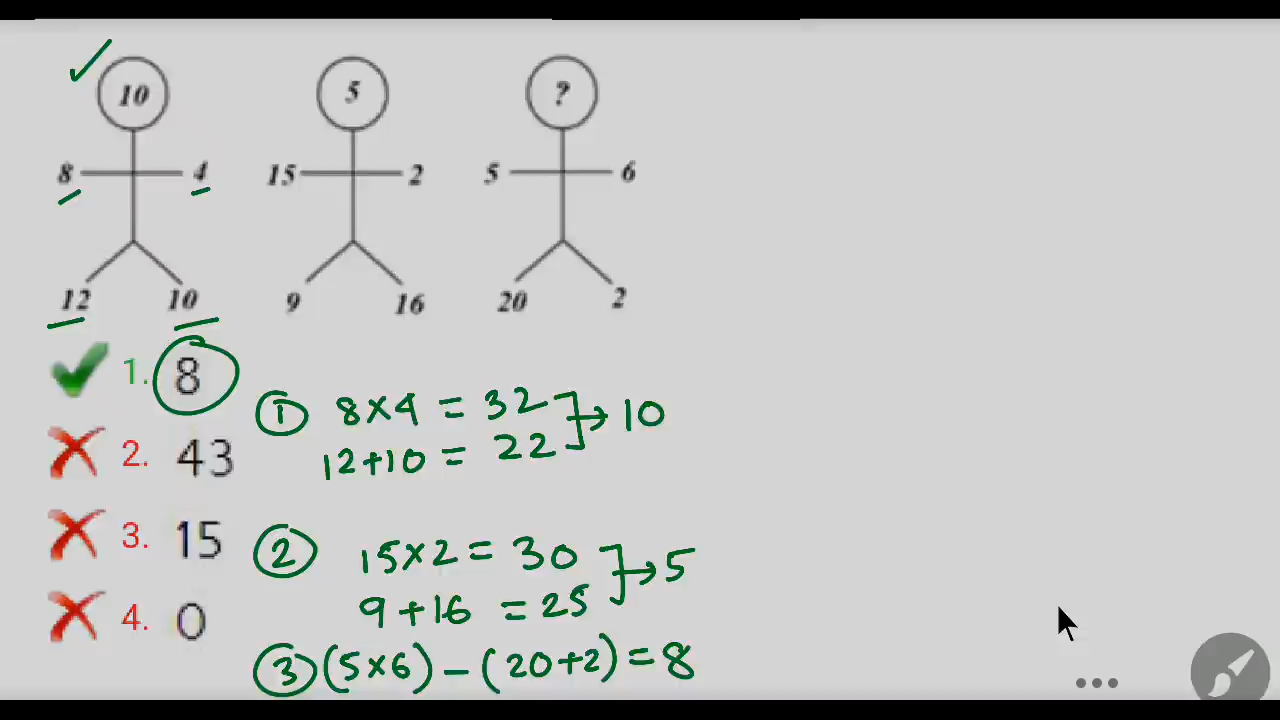 10 5 ?
8 4 15 2 5 6
12 10 9 16 20 2
1. 8
2. 43
3. 15
4. 0
① 8×4 = 32 → 10
12+10 = 22
② 15×2 = 30 → 5
9+16 = 25
③ (5×6) - (20+2) = 8